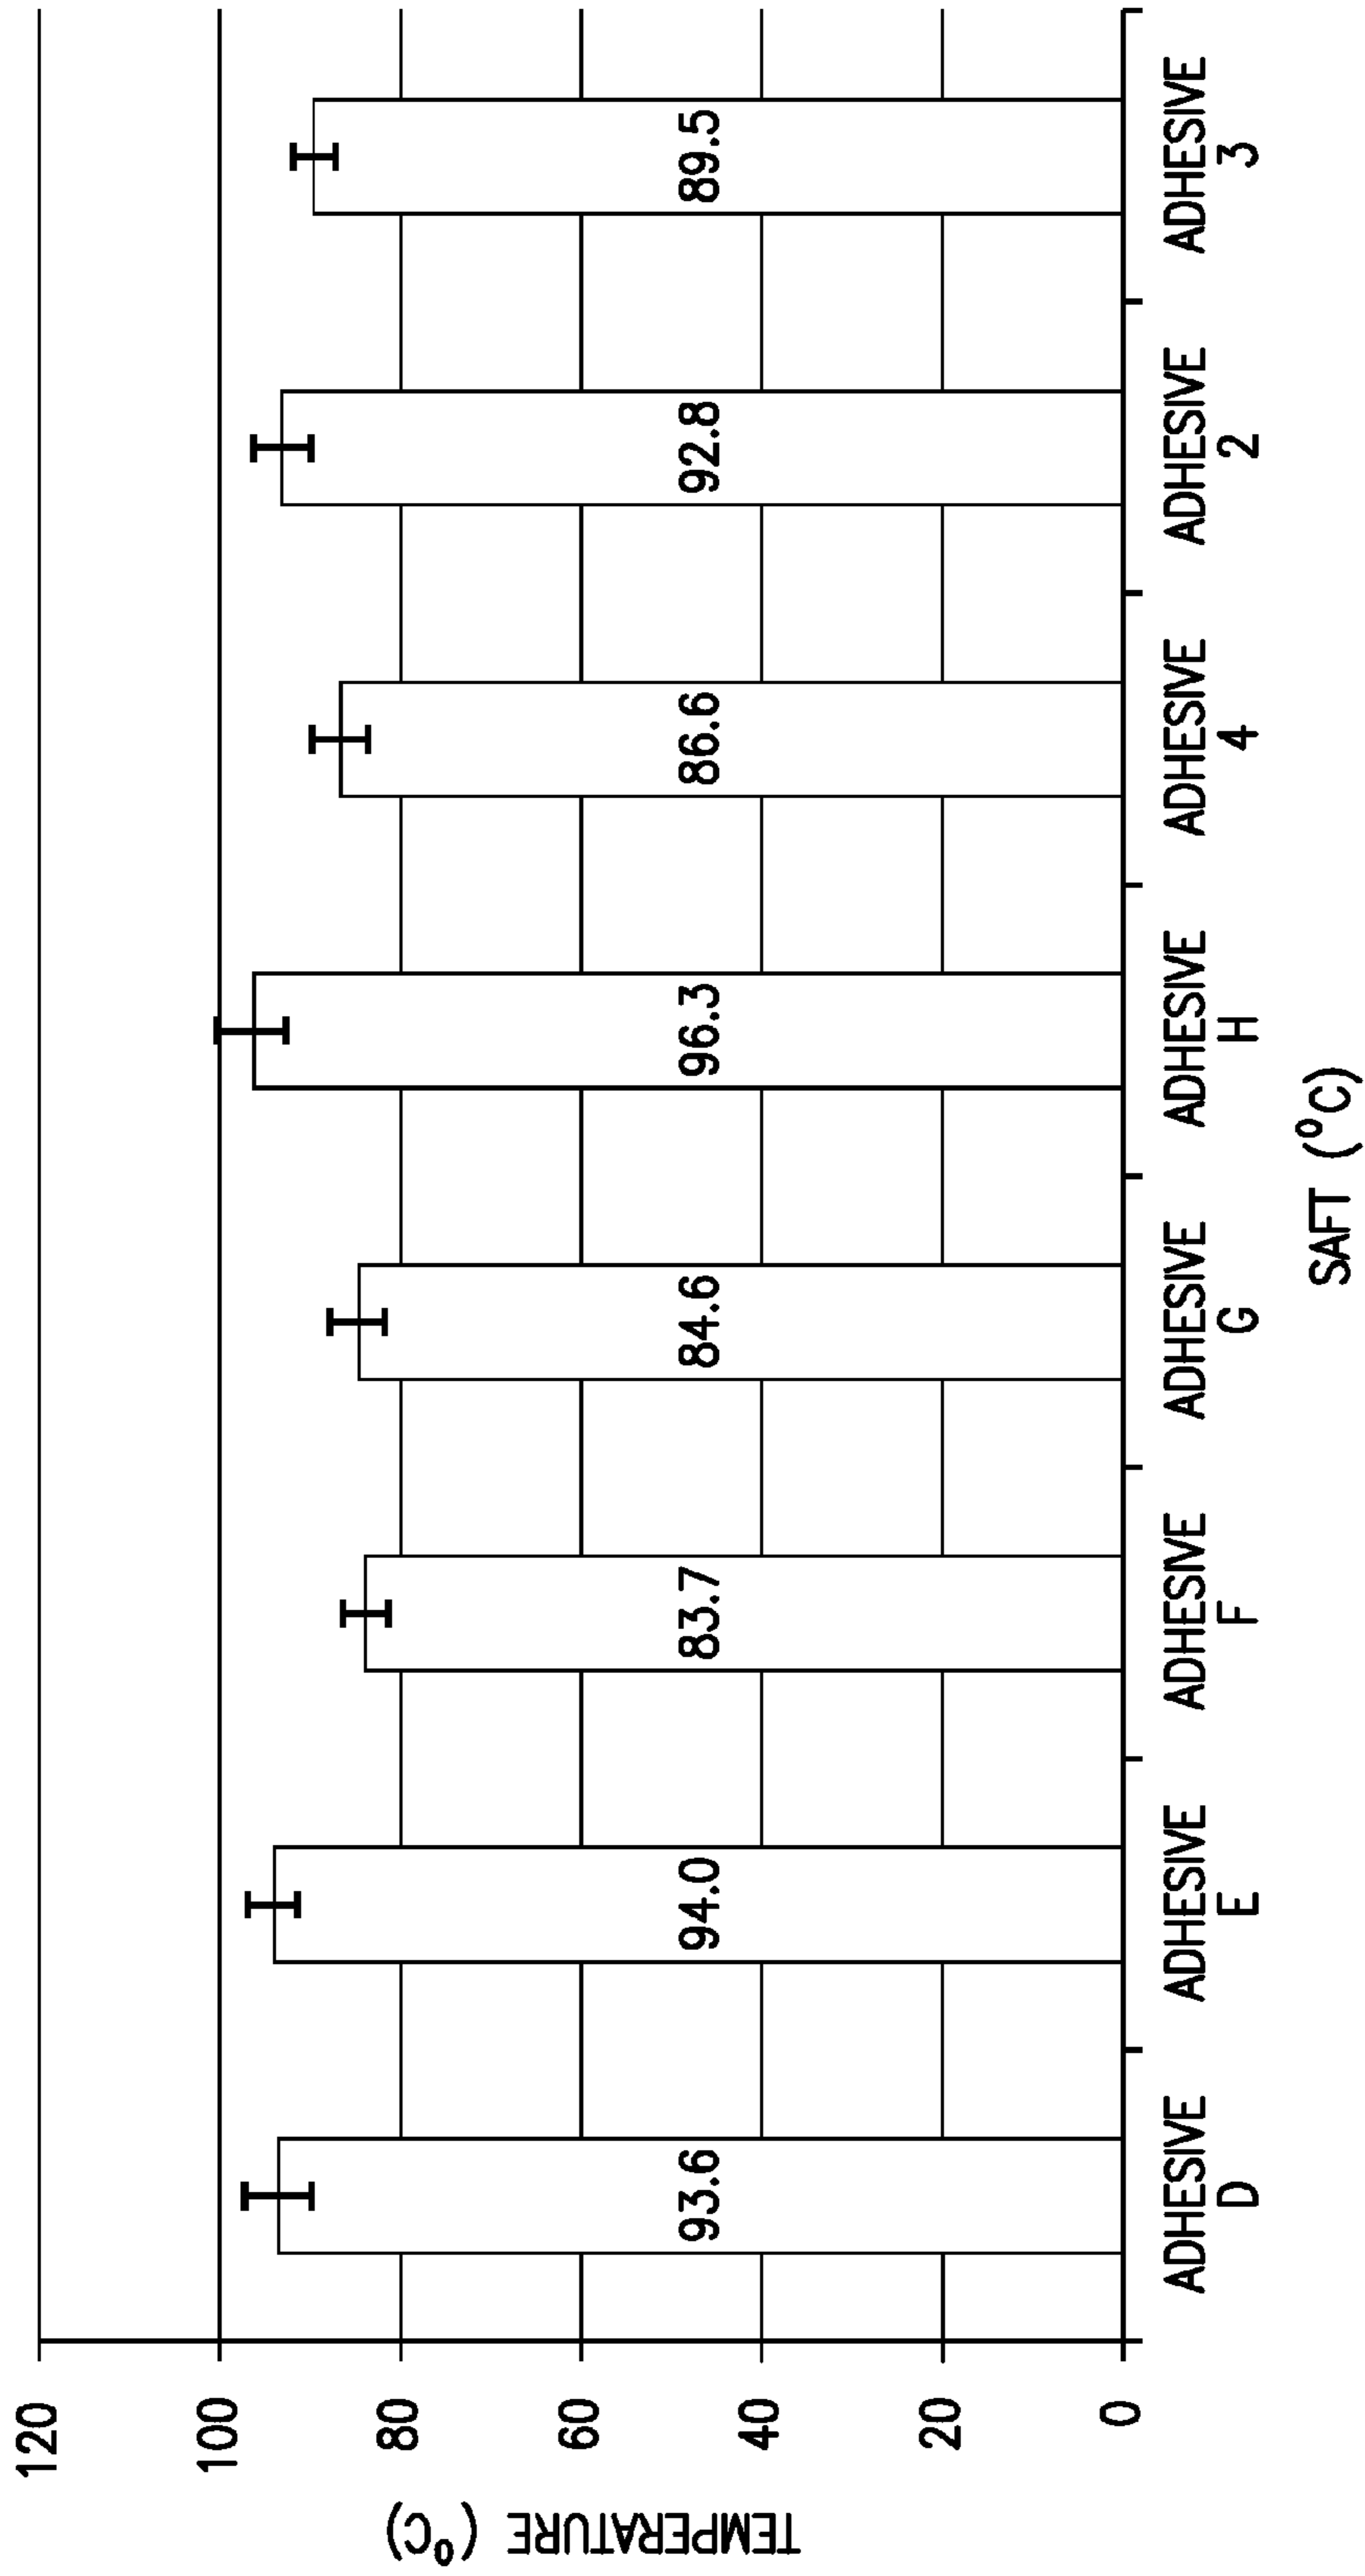 120
100
80
60
40
20
0
TEMPERATURE (°C)
93.6
94.0
83.7
84.6
96.3
86.6
92.8
89.5
ADHESIVE
D
ADHESIVE
E
ADHESIVE
F
ADHESIVE
G
ADHESIVE
H
ADHESIVE
4
ADHESIVE
2
ADHESIVE
3
SAFT (°C)